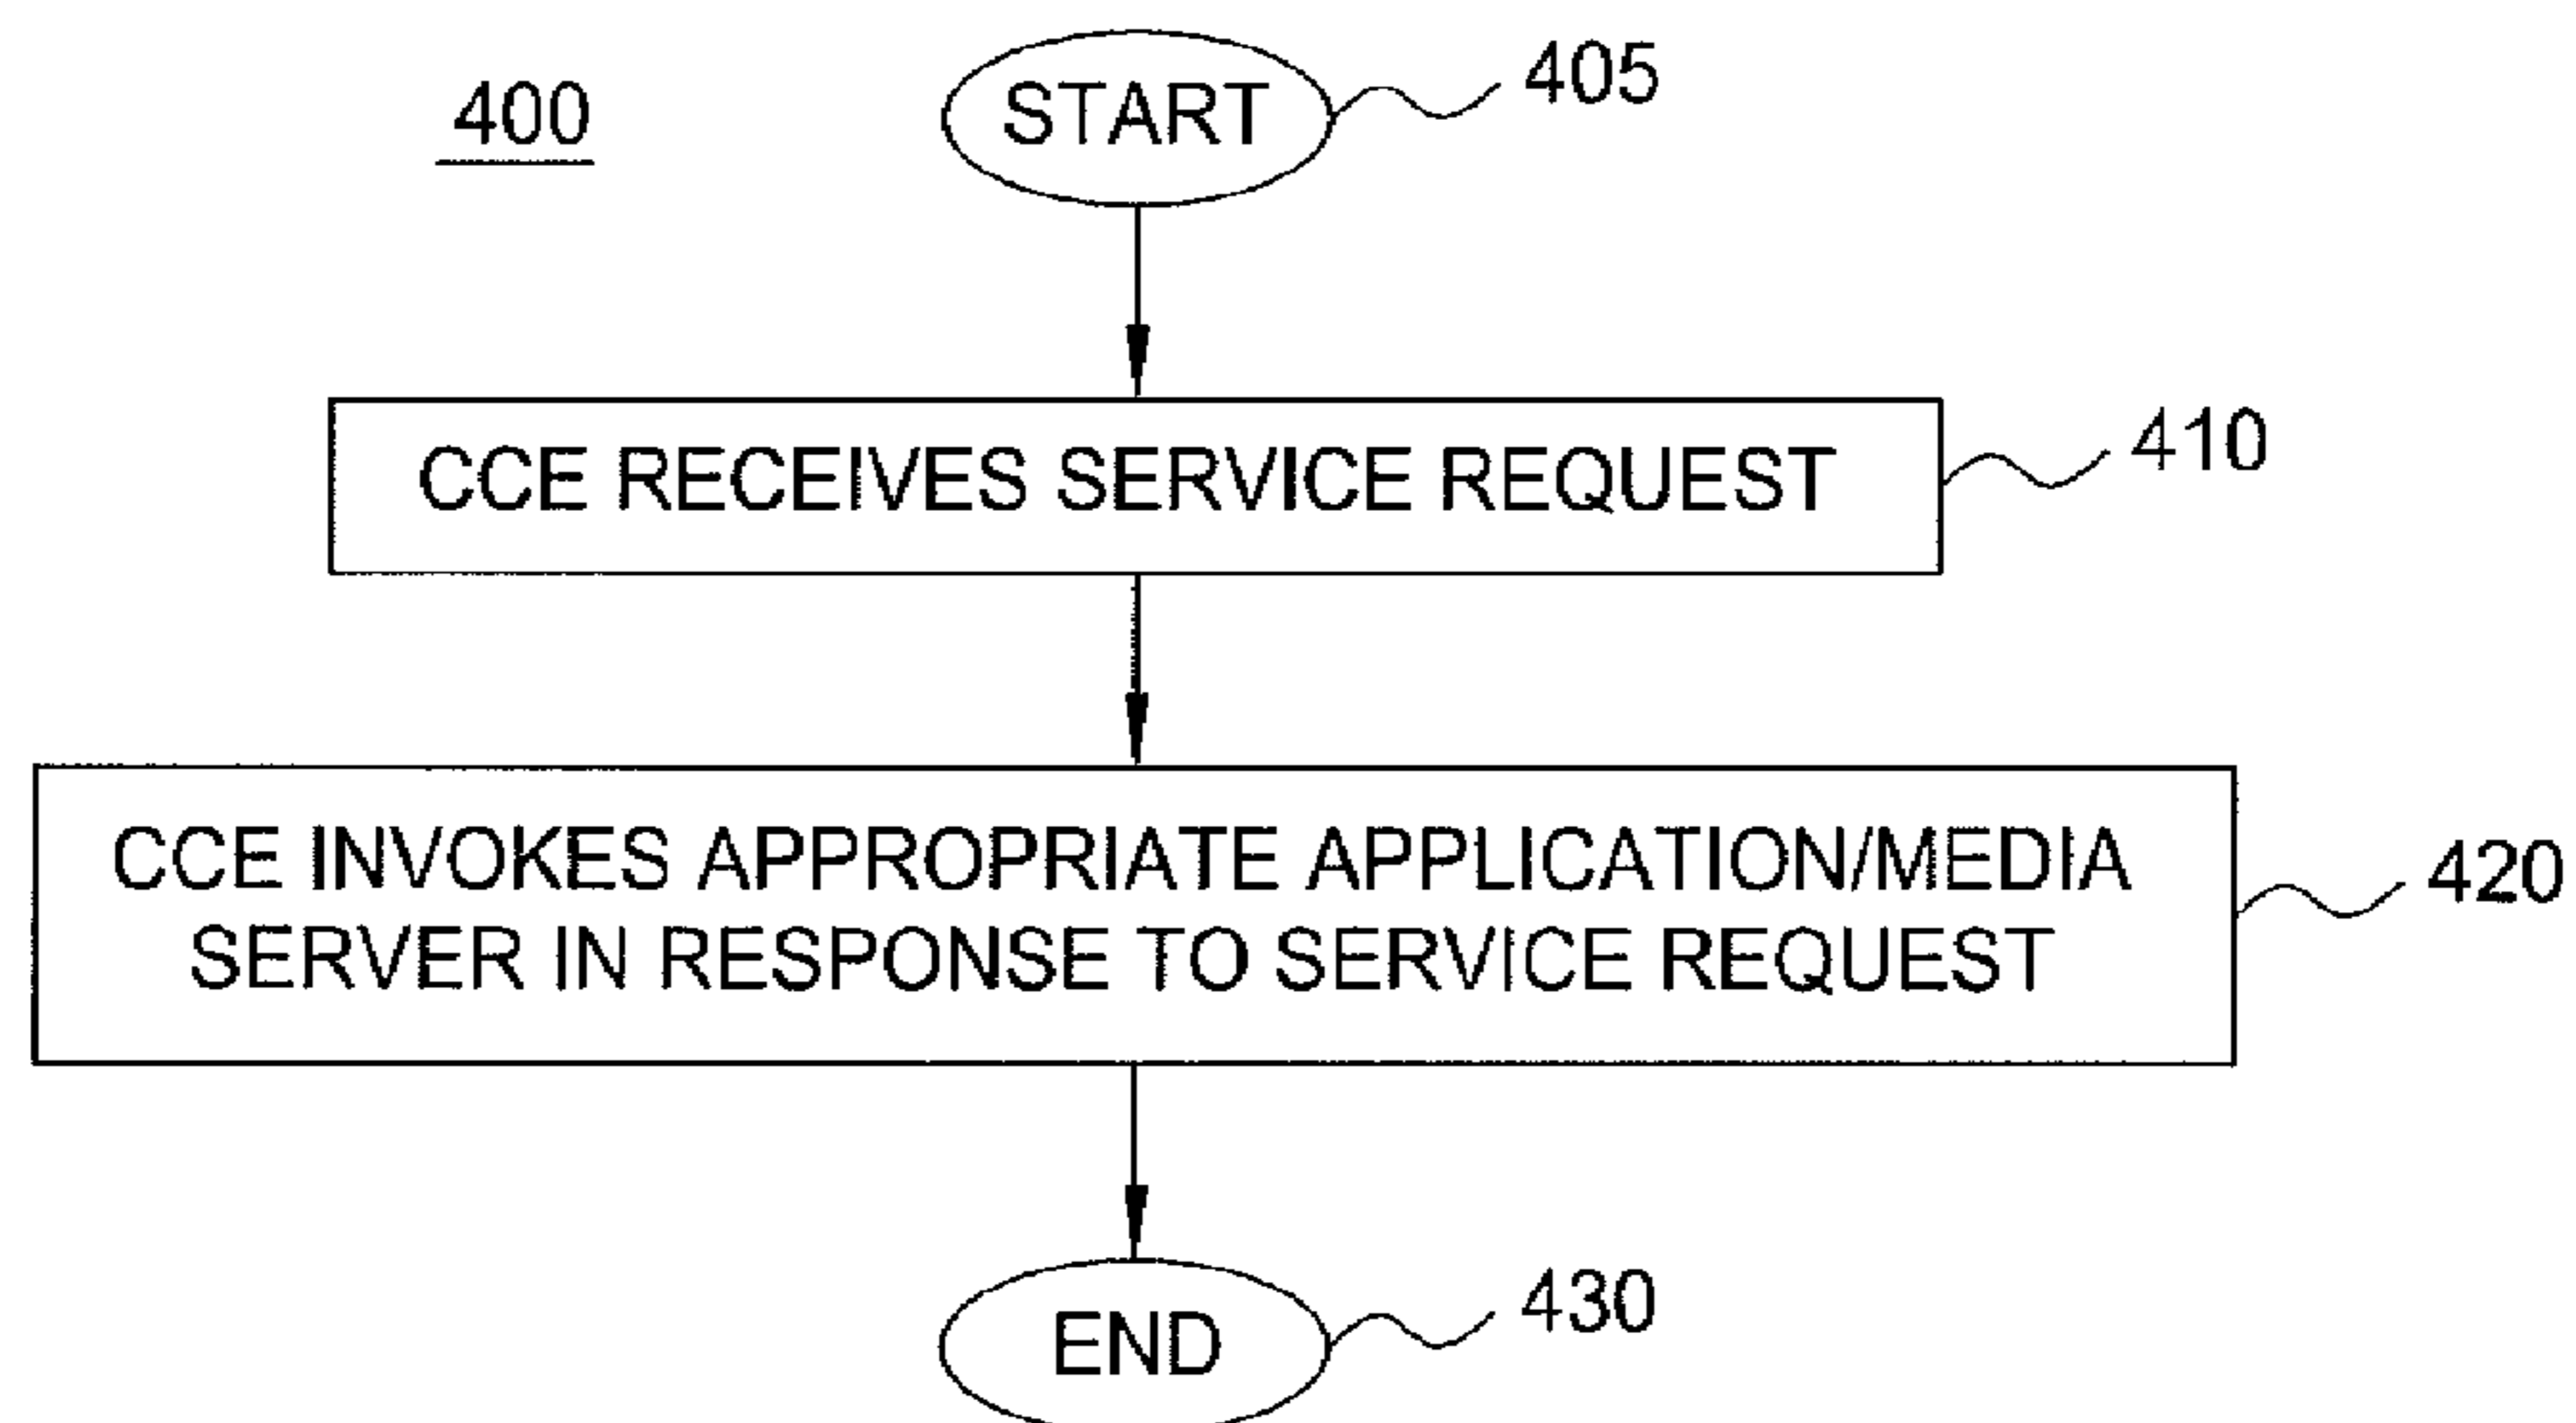 400
START
405
CCE RECEIVES SERVICE REQUEST
410
CCE INVOKES APPROPRIATE APPLICATION/MEDIA
SERVER IN RESPONSE TO SERVICE REQUEST
420
END
430